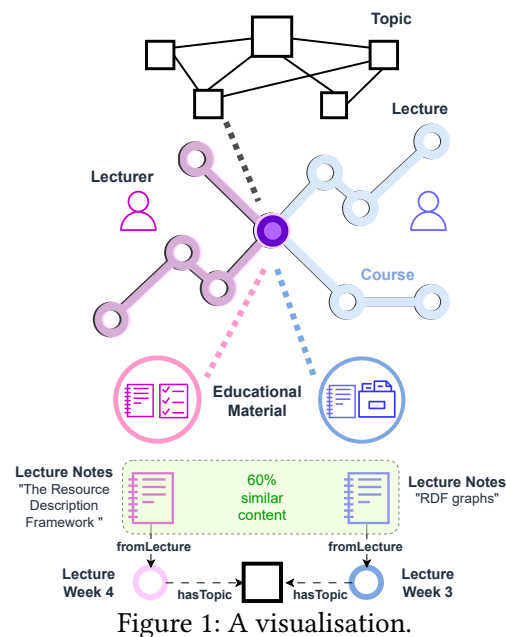 Topic
Lecture
Lecturer
Course
Educational
Material
Lecture Notes
"The Resource
Description
Framework "
60%
similar
content
Lecture Notes
"RDF graphs"
fromLecture
fromLecture
Lecture
Week 4
hasTopic
hasTopic
Lecture
Week 3
Figure 1: A visualisation.